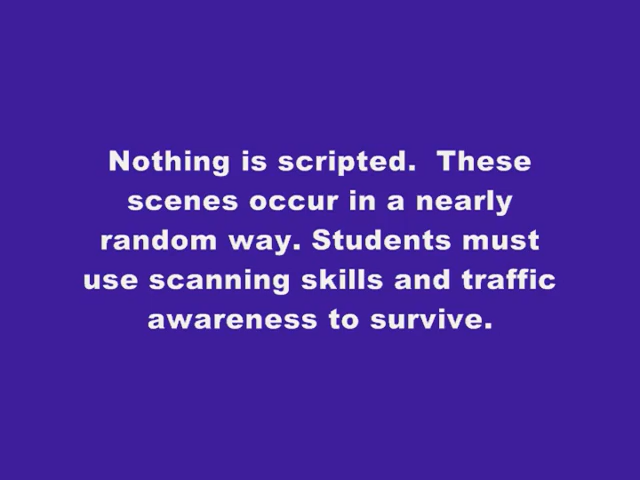 Nothing is scripted.  These
scenes occur in a nearly
random way. Students must
use scanning skills and traffic
awareness to survive.